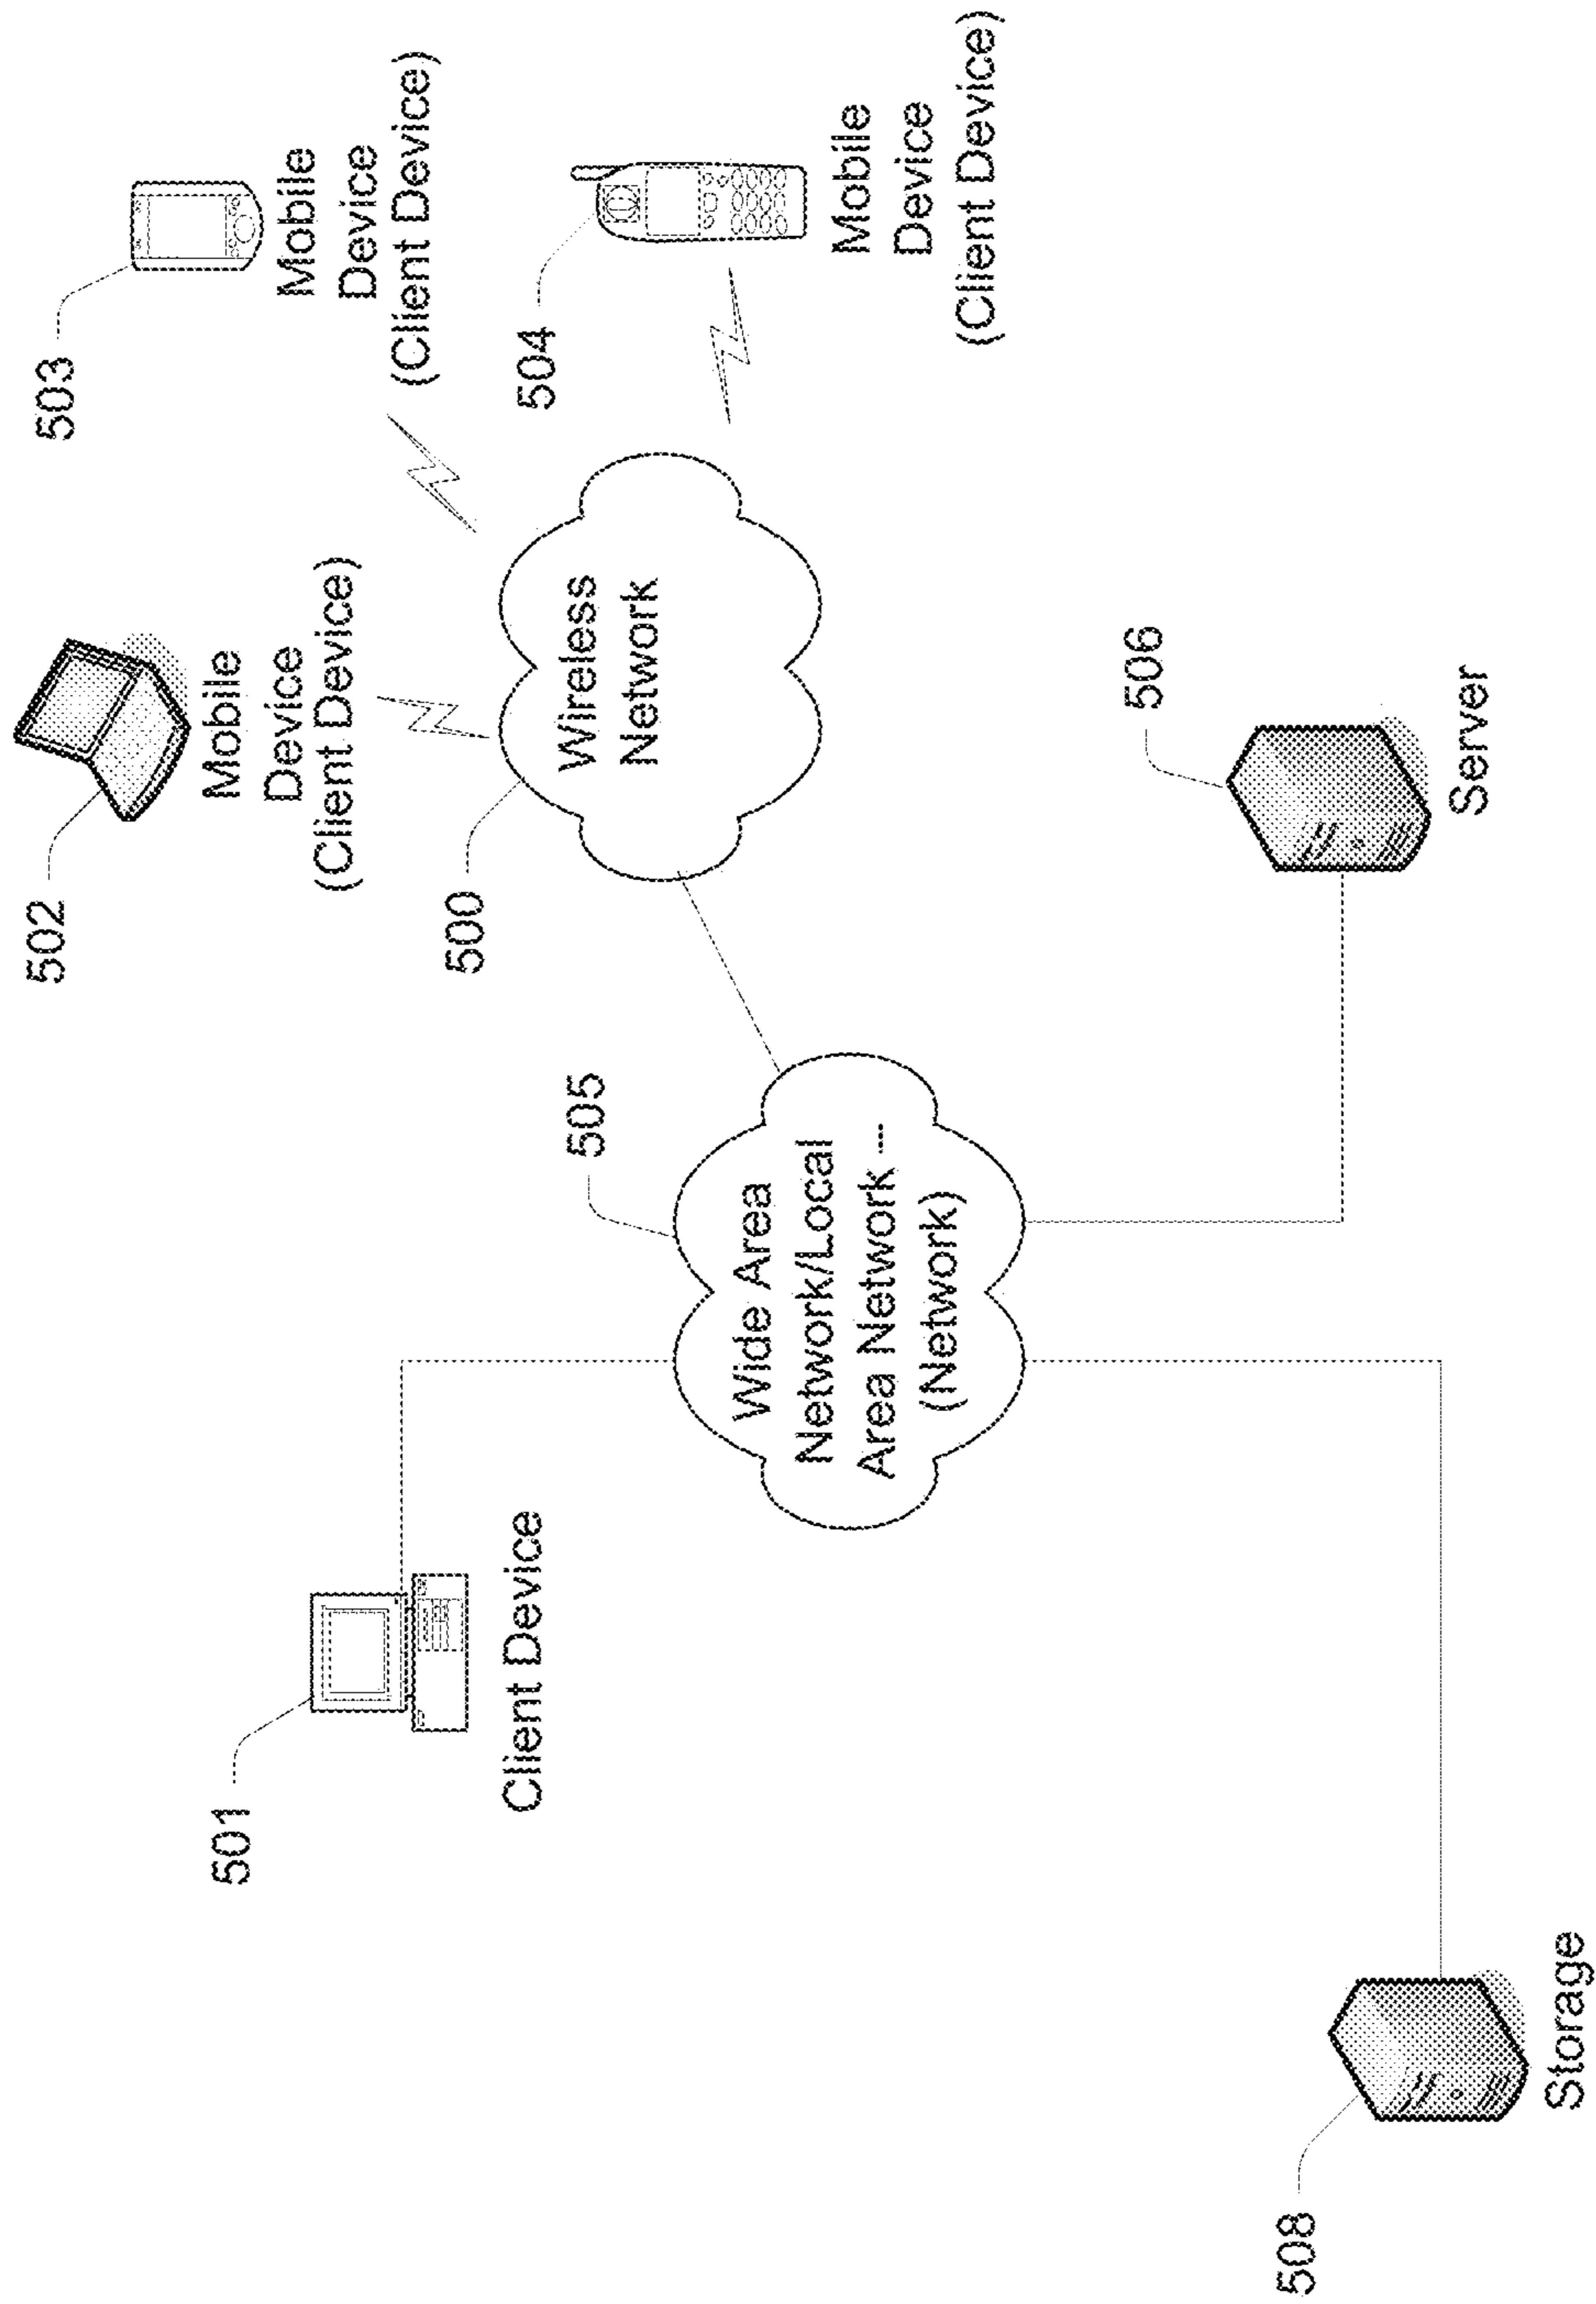 502
Mobile
Device
(Client Device)
503
Mobile
Device
(Client Device)
501
Client Device
500
Wireless
Network
504
Mobile
Device
(Client Device)
505
Wide Area
Network/Local
Area Network ---
(Network)
506
Server
508
Storage